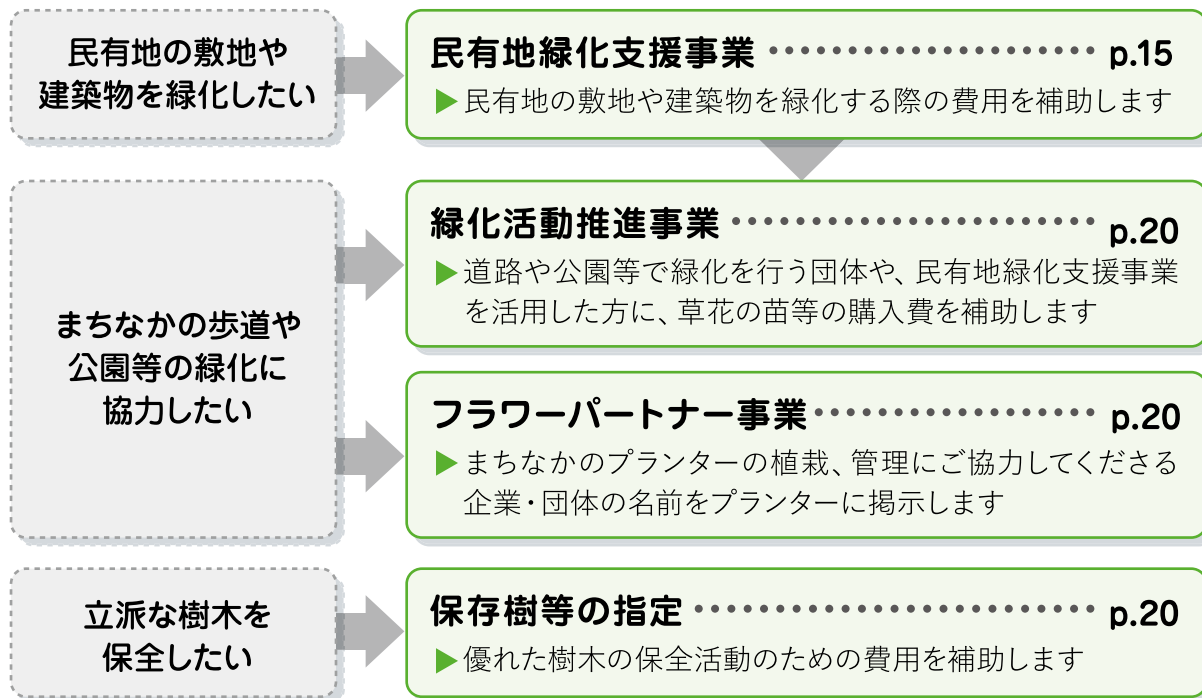 民有地の敷地や
建築物を緑化したい
民有地緑化支援事業 ････････････････････ p.15
▶民有地の敷地や建築物を緑化する際の費用を補助します
まちなかの歩道や
公園等の緑化に
協力したい
緑化活動推進事業 ･･･････････････････････ p.20
▶道路や公園等で緑化を行う団体や、民有地緑化支援事業
を活用した方に、草花の苗等の購入費を補助します
フラワーパートナー事業 ･･････････････････ p.20
▶まちなかのプランターの植栽、管理にご協力してくださる
企業・団体の名前をプランターに掲示します
立派な樹木を
保全したい
保存樹等の指定 ･････････････････････････ p.20
▶優れた樹木の保全活動のための費用を補助します